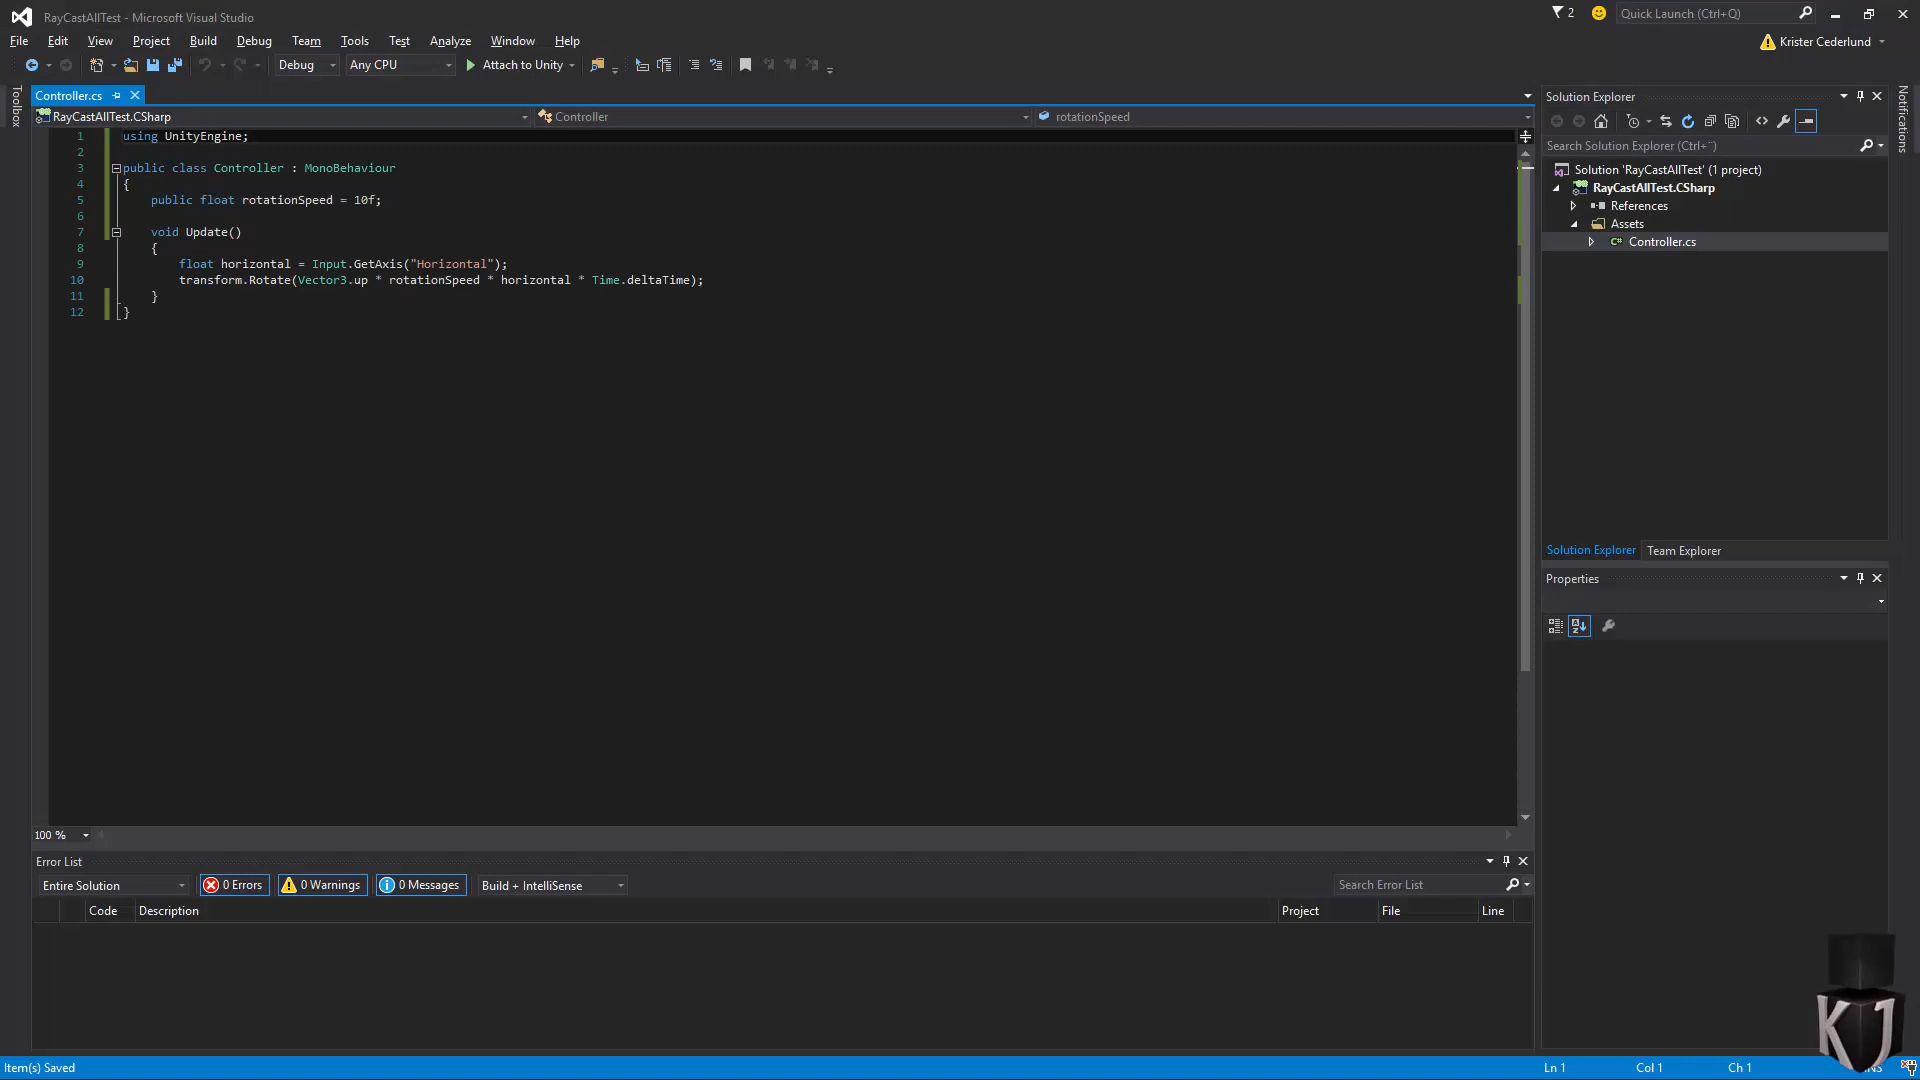 RayCastAllTest - Microsoft Visual Studio
2
Quick Launch (Ctrl+Q)
File Edit View Project Build Debug Team Tools Test Analyze Window Help
Krister Cederlund
Debug Any CPU Attach to Unity
Toolbox
Controller.cs
RayCastAllTest.CSharp Controller rotationSpeed
1 using UnityEngine;
2
3 public class Controller : MonoBehaviour
4 {
5 public float rotationSpeed = 10f;
6
7 void Update()
8 {
9 float horizontal = Input.GetAxis("Horizontal");
10 transform.Rotate(Vector3.up * rotationSpeed * horizontal * Time.deltaTime);
11 }
12 }
100 %
Error List
Entire Solution 0 Errors 0 Warnings 0 Messages Build + IntelliSense Search Error List
Code Description Project File Line
Solution Explorer
Search Solution Explorer (Ctrl+¨)
Solution 'RayCastAllTest' (1 project)
RayCastAllTest.CSharp
References
Assets
C# Controller.cs
Solution Explorer Team Explorer
Properties
Notifications
KJ
Item(s) Saved Ln 1 Col 1 Ch 1